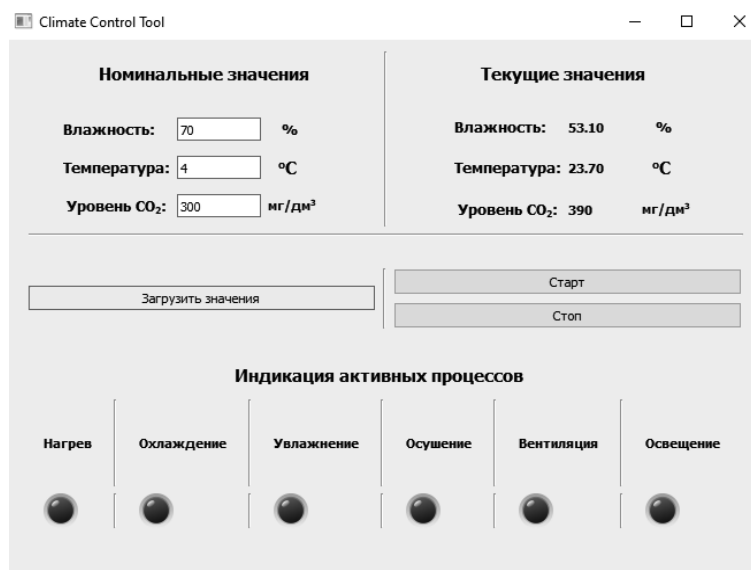 Climate Control Tool
Номинальные значения
Влажность: 70 %
Температура: 4 °C
Уровень CO₂: 300 мг/дм³
Текущие значения
Влажность: 53.10 %
Температура: 23.70 °C
Уровень CO₂: 390 мг/дм³
Загрузить значения
Старт
Стоп
Индикация активных процессов
Нагрев Охлаждение Увлажнение Осушение Вентиляция Освещение